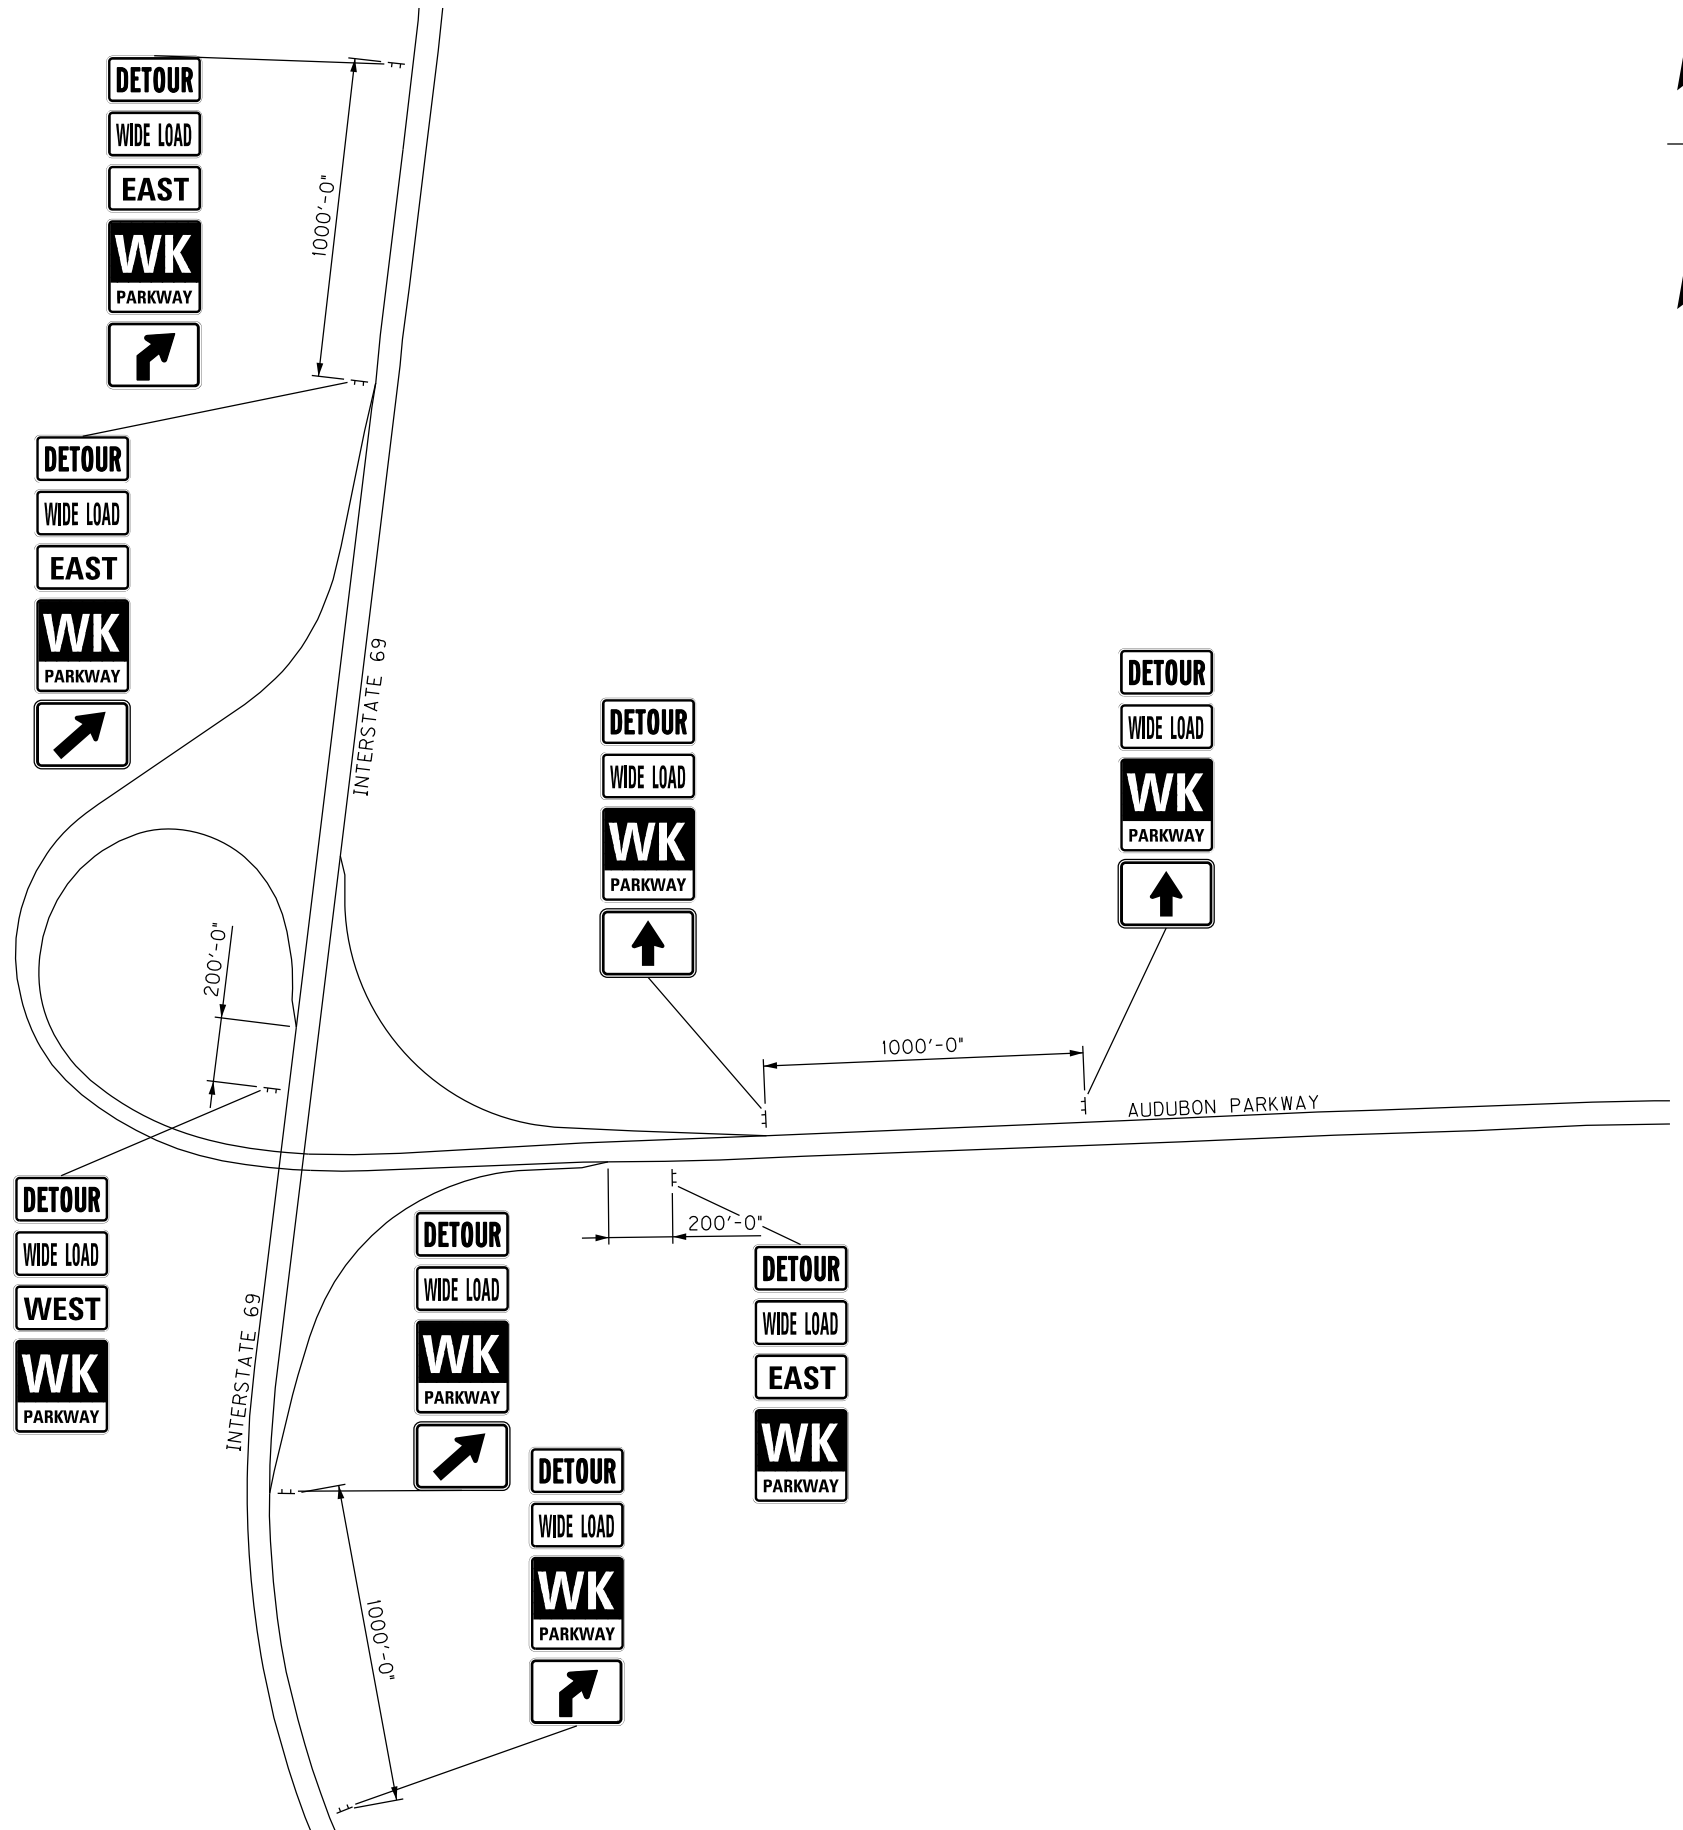 DETOUR
WIDE LOAD
EAST
WK
PARKWAY
1000'-0"
DETOUR
WIDE LOAD
EAST
WK
PARKWAY
INTERSTATE 69
DETOUR
WIDE LOAD
WK
PARKWAY
DETOUR
WIDE LOAD
WK
PARKWAY
200'-0"
1000'-0"
AUDUBON PARKWAY
DETOUR
WIDE LOAD
WEST
WK
PARKWAY
INTERSTATE 69
DETOUR
WIDE LOAD
WK
PARKWAY
200'-0"
DETOUR
WIDE LOAD
EAST
WK
PARKWAY
DETOUR
WIDE LOAD
WK
PARKWAY
1000'-0"